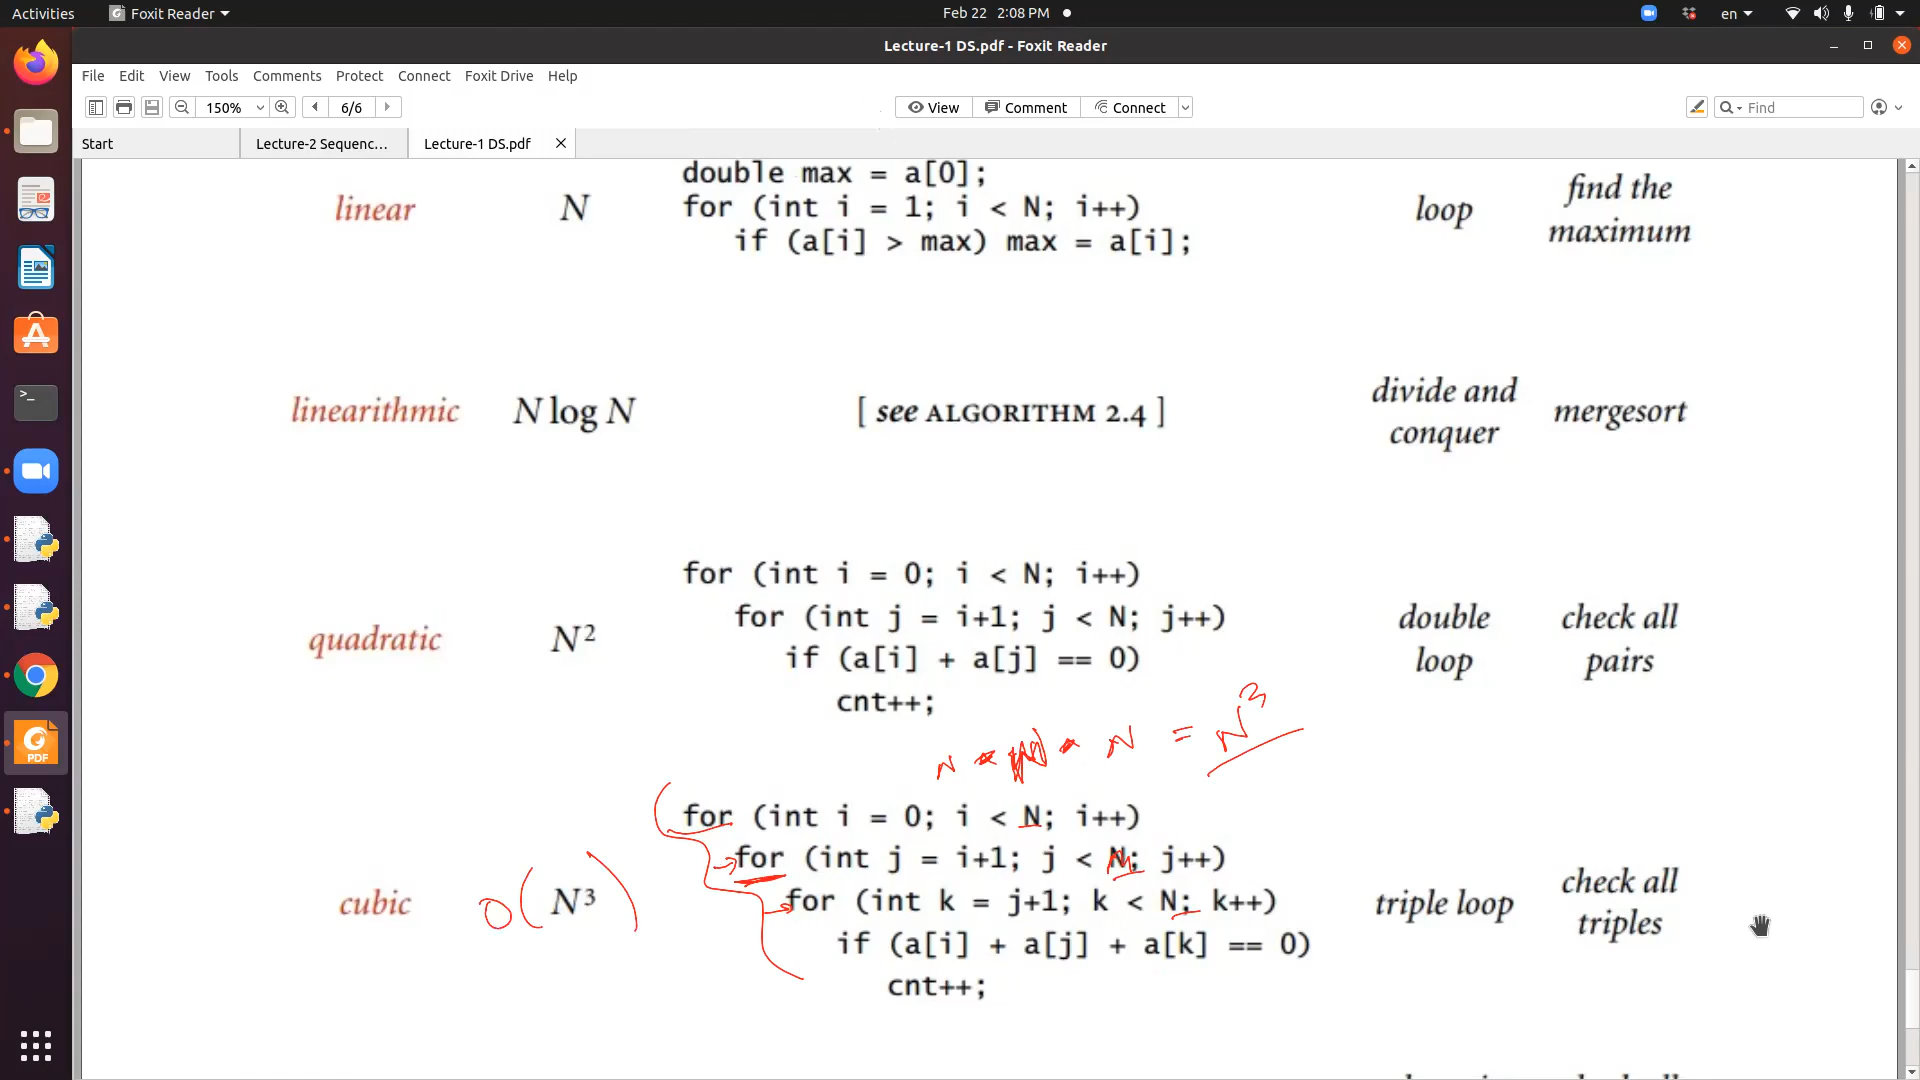 Activities Foxit Reader Feb 22 2:08 PM en
Lecture-1 DS.pdf - Foxit Reader
File Edit View Tools Comments Protect Connect Foxit Drive Help
150% 6/6 View Comment Connect Find
Start Lecture-2 Sequenc... Lecture-1 DS.pdf
double max = a[0];
for (int i = 1; i < N; i++)
if (a[i] > max) max = a[i];
linear N loop find the
maximum
linearithmic N log N [ see ALGORITHM 2.4 ] divide and
conquer mergesort
for (int i = 0; i < N; i++)
for (int j = i+1; j < N; j++)
if (a[i] + a[j] == 0)
cnt++;
quadratic N² double
loop check all
pairs
N * N * N = N³
for (int i = 0; i < N; i++)
for (int j = i+1; j < N; j++)
for (int k = j+1; k < N; k++)
if (a[i] + a[j] + a[k] == 0)
cnt++;
cubic O(N³) triple loop check all
triples
>_
PDF